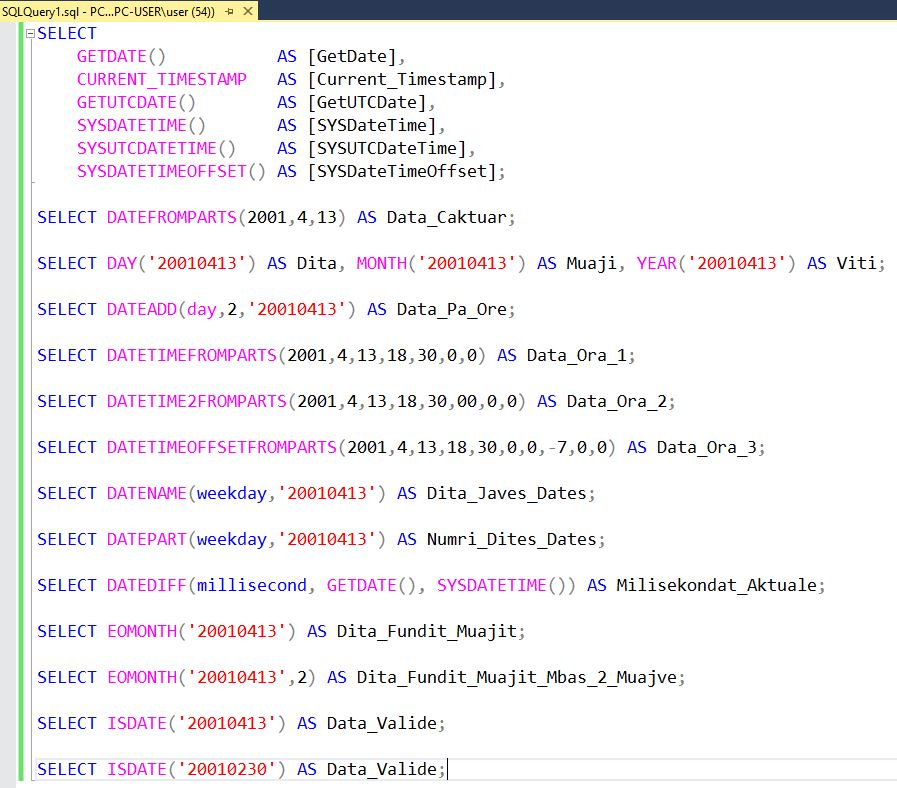 SQLQuery1.sql - PC...PC-USER\user (54))
SELECT
GETDATE() AS [GetDate],
CURRENT_TIMESTAMP AS [Current_Timestamp],
GETUTCDATE() AS [GetUTCDate],
SYSDATETIME() AS [SYSDateTime],
SYSUTCDATETIME() AS [SYSUTCDateTime],
SYSDATETIMEOFFSET() AS [SYSDateTimeOffset];
SELECT DATEFROMPARTS(2001,4,13) AS Data_Caktuar;
SELECT DAY('20010413') AS Dita, MONTH('20010413') AS Muaji, YEAR('20010413') AS Viti;
SELECT DATEADD(day,2,'20010413') AS Data_Pa_Ore;
SELECT DATETIMEFROMPARTS(2001,4,13,18,30,0,0) AS Data_Ora_1;
SELECT DATETIME2FROMPARTS(2001,4,13,18,30,00,0,0) AS Data_Ora_2;
SELECT DATETIMEOFFSETFROMPARTS(2001,4,13,18,30,0,0,-7,0,0) AS Data_Ora_3;
SELECT DATENAME(weekday,'20010413') AS Dita_Javes_Dates;
SELECT DATEPART(weekday,'20010413') AS Numri_Dites_Dates;
SELECT DATEDIFF(millisecond, GETDATE(), SYSDATETIME()) AS Milisekondat_Aktuale;
SELECT EOMONTH('20010413') AS Dita_Fundit_Muajit;
SELECT EOMONTH('20010413',2) AS Dita_Fundit_Muajit_Mbas_2_Muajve;
SELECT ISDATE('20010413') AS Data_Valide;
SELECT ISDATE('20010230') AS Data_Valide;